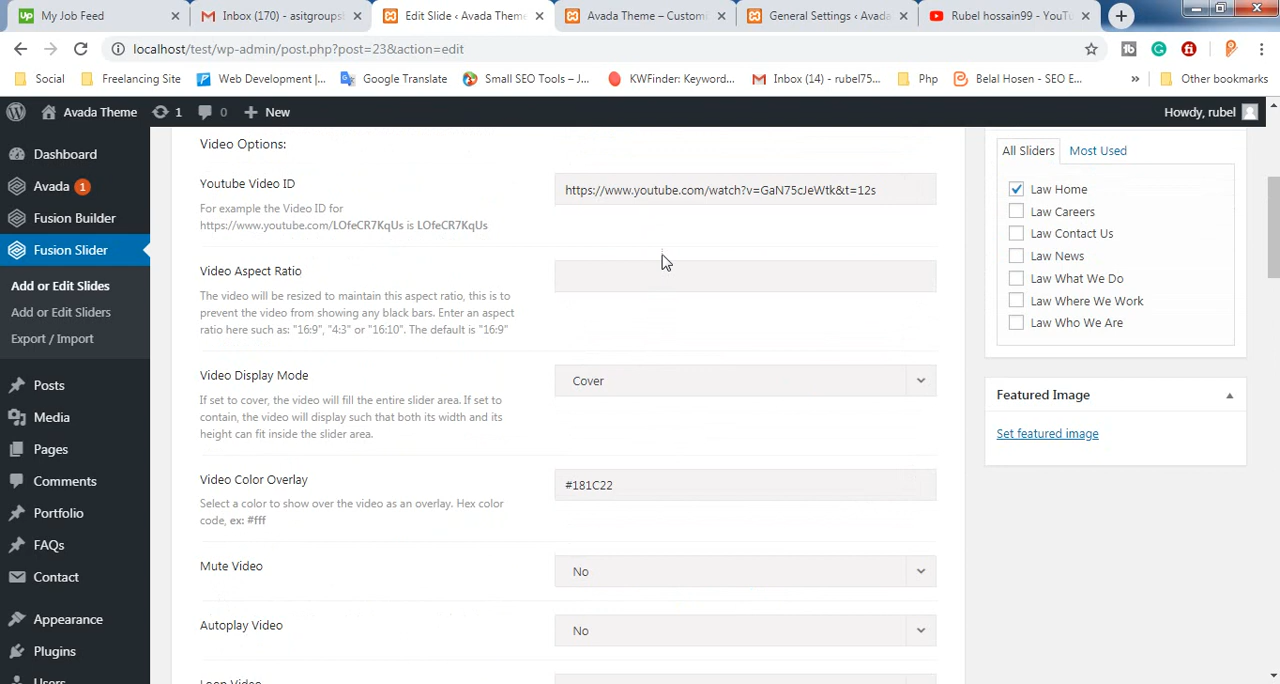 My Job Feed
Inbox (170) - asitgroupsl
Edit Slide ‹ Avada Theme
Avada Theme – Customi
General Settings ‹ Avada
Rubel hossain99 - YouT
localhost/test/wp-admin/post.php?post=23&action=edit
Social
Freelancing Site
Web Development |...
Google Translate
Small SEO Tools – J...
KWFinder: Keywor...
Inbox (14) - rubel75...
Php
Belal Hosen - SEO E...
»
Other bookmarks
Avada Theme
1
0
New
Howdy, rubel
Dashboard
Avada 1
Fusion Builder
Fusion Slider
Add or Edit Slides
Add or Edit Sliders
Export / Import
Posts
Media
Pages
Comments
Portfolio
FAQs
Contact
Appearance
Plugins
Users
Video Options:
Youtube Video ID
For example the Video ID for
https://www.youtube.com/LOfeCR7KqUs is LOfeCR7KqUs
https://www.youtube.com/watch?v=GaN75cJeWtk&t=12s
Video Aspect Ratio
The video will be resized to maintain this aspect ratio, this is to
prevent the video from showing any black bars. Enter an aspect
ratio here such as: "16:9", "4:3" or "16:10". The default is "16:9"
Video Display Mode
If set to cover, the video will fill the entire slider area. If set to
contain, the video will display such that both its width and its
height can fit inside the slider area.
Cover
Video Color Overlay
Select a color to show over the video as an overlay. Hex color
code, ex: #fff
#181C22
Mute Video
No
Autoplay Video
No
Loop Video
All Sliders
Most Used
Law Home
Law Careers
Law Contact Us
Law News
Law What We Do
Law Where We Work
Law Who We Are
Featured Image
Set featured image